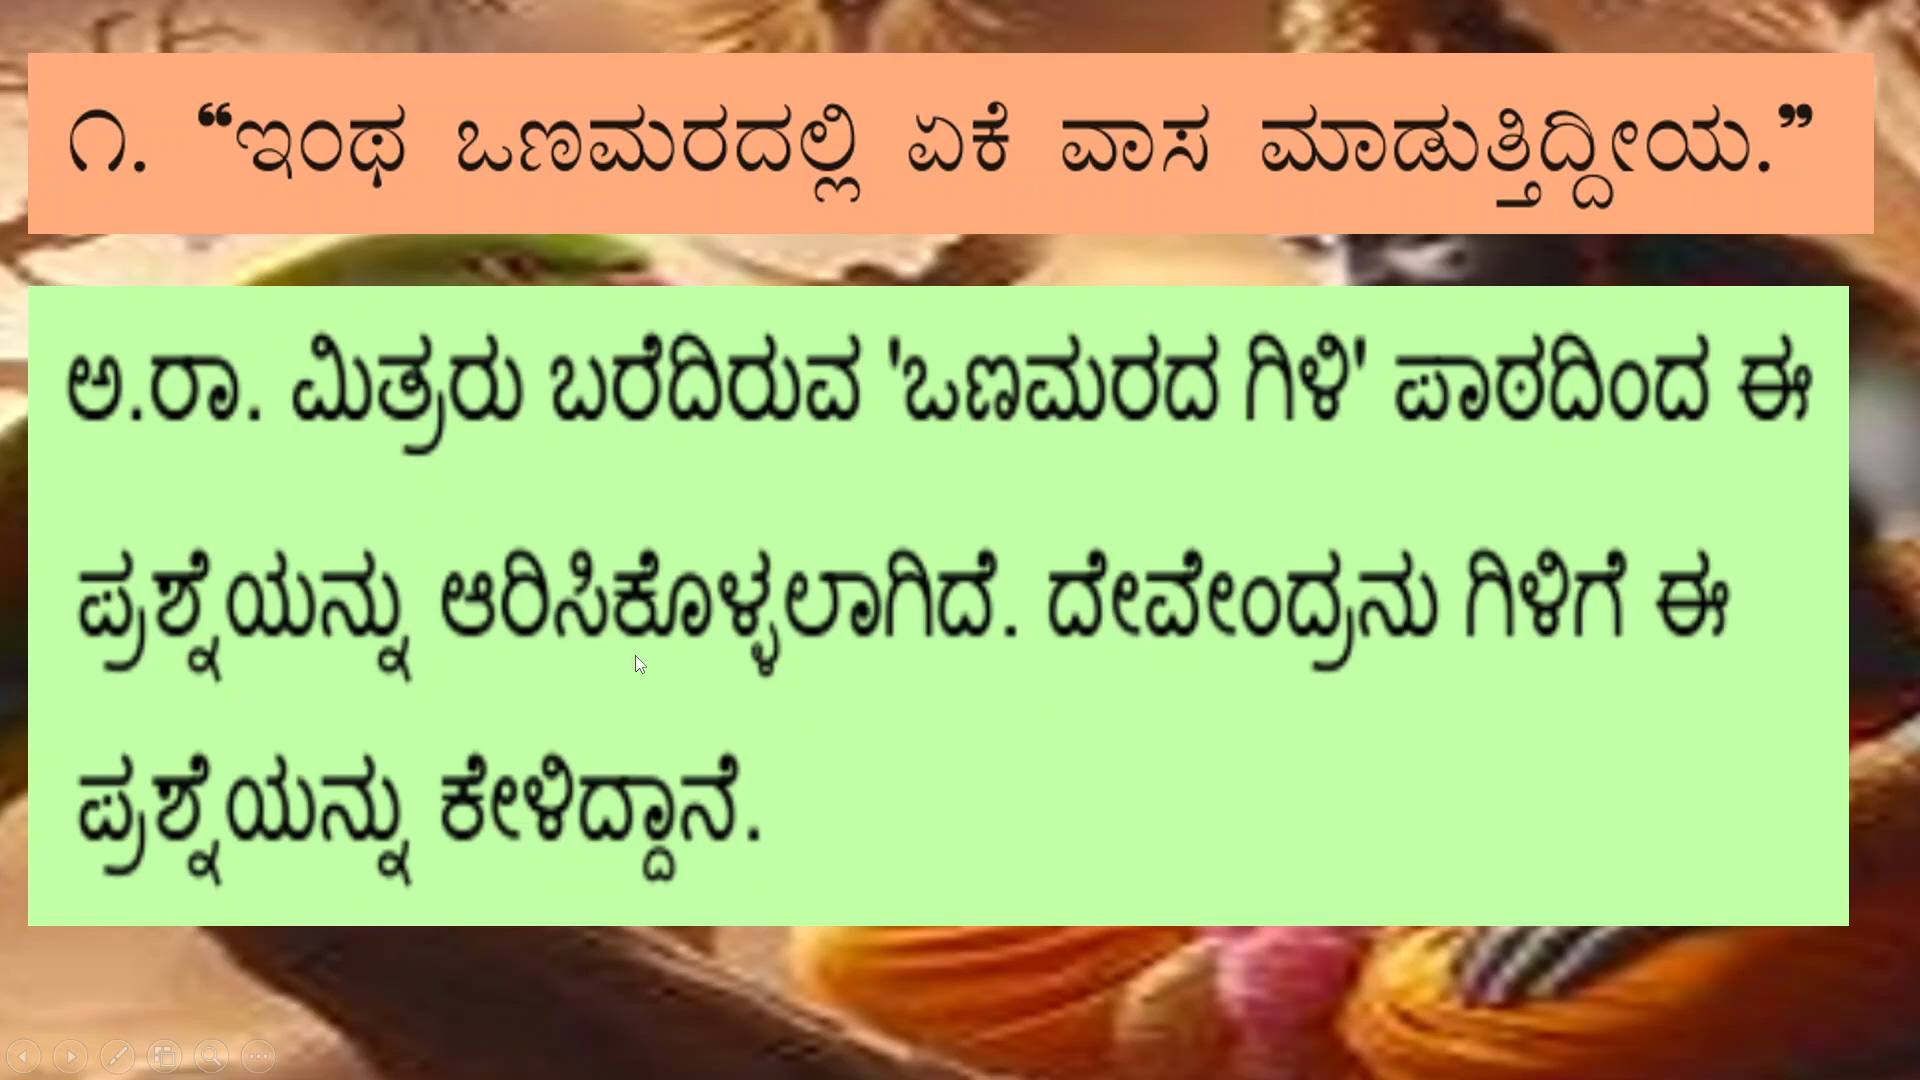 ೧. “ಇಂಥ ಒಣಮರದಲ್ಲಿ ಏಕೆ ವಾಸ ಮಾಡುತ್ತಿದ್ದೀಯ.”
ಅ.ರಾ. ಮಿತ್ರರು ಬರೆದಿರುವ 'ಒಣಮರದ ಗಿಳಿ' ಪಾಠದಿಂದ ಈ
ಪ್ರಶ್ನೆಯನ್ನು ಆರಿಸಿಕೊಳ್ಳಲಾಗಿದೆ. ದೇವೇಂದ್ರನು ಗಿಳಿಗೆ ಈ
ಪ್ರಶ್ನೆಯನ್ನು ಕೇಳಿದ್ದಾನೆ.